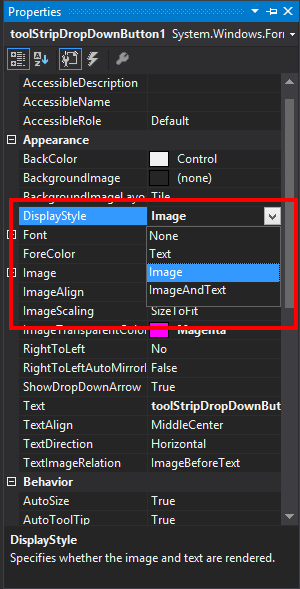 Properties
toolStripDropDownButton1 System.Windows.For
AccessibleDescription
AccessibleName
AccessibleRole Default
Appearance
BackColor Control
BackgroundImage (none)
BackgroundImageLayo Tile
DisplayStyle Image
Font None
ForeColor Text
Image Image
ImageAlign ImageAndText
ImageScaling SizeToFit
ImageTransparentColo Magenta
RightToLeft No
RightToLeftAutoMirrorI False
ShowDropDownArrow True
Text toolStripDropDownBut
TextAlign MiddleCenter
TextDirection Horizontal
TextImageRelation ImageBeforeText
Behavior
AutoSize True
AutoToolTip True
DisplayStyle
Specifies whether the image and text are rendered.